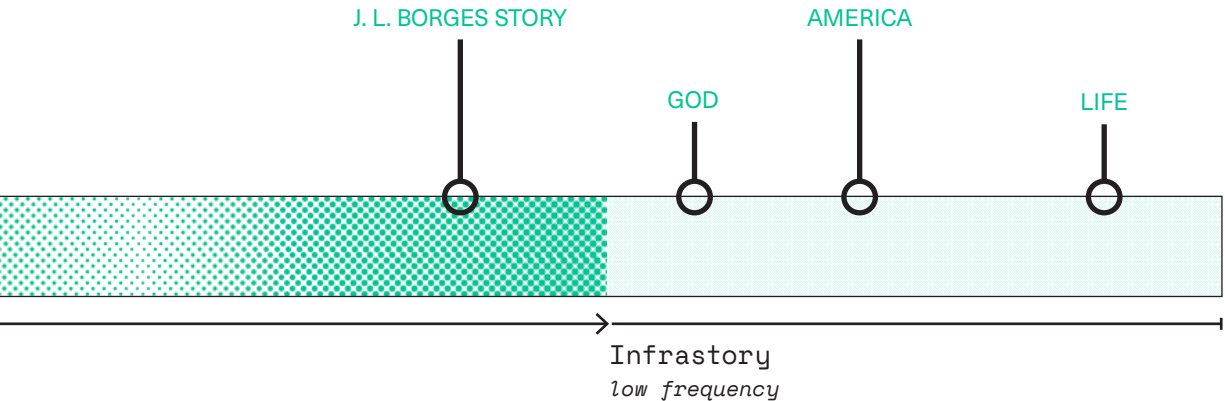 J. L. BORGES STORY
AMERICA
GOD
LIFE
Infrastory
low frequency